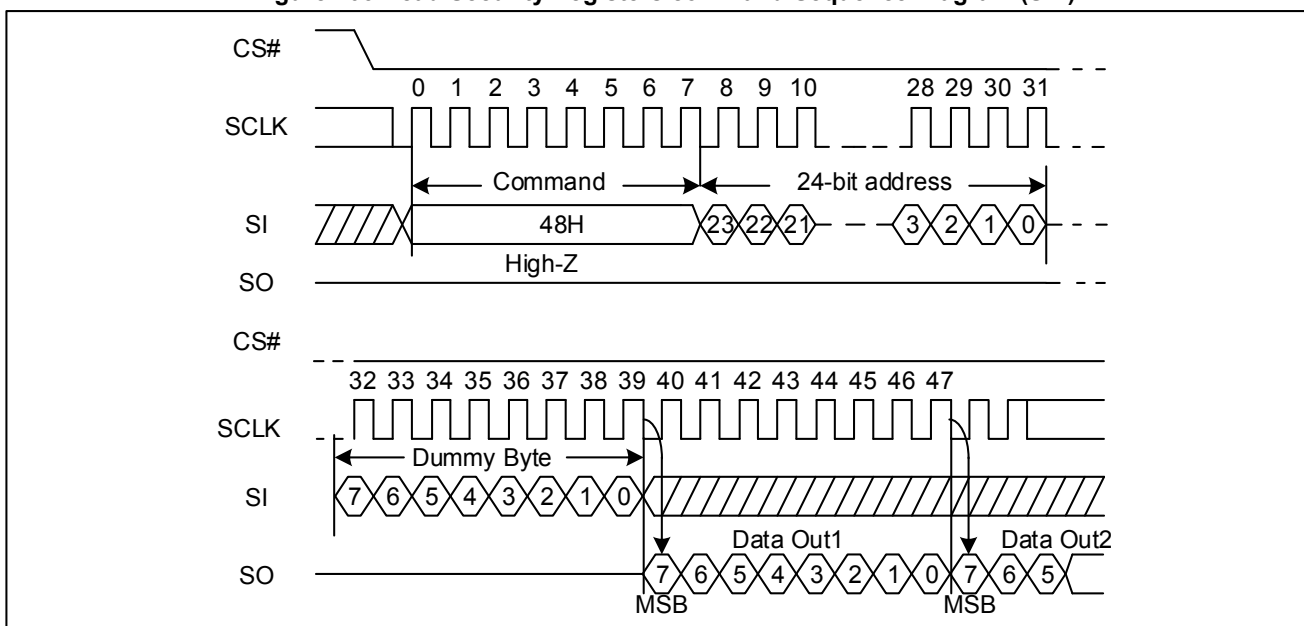 CS#
0 1 2 3 4 5 6 7 8 9 10 28 29 30 31
SCLK
Command 24-bit address
SI 48H 23 22 21 3 2 1 0
High-Z
SO
CS#
32 33 34 35 36 37 38 39 40 41 42 43 44 45 46 47
SCLK
Dummy Byte
SI 7 6 5 4 3 2 1 0
Data Out1 Data Out2
SO 7 6 5 4 3 2 1 0 7 6 5
MSB MSB